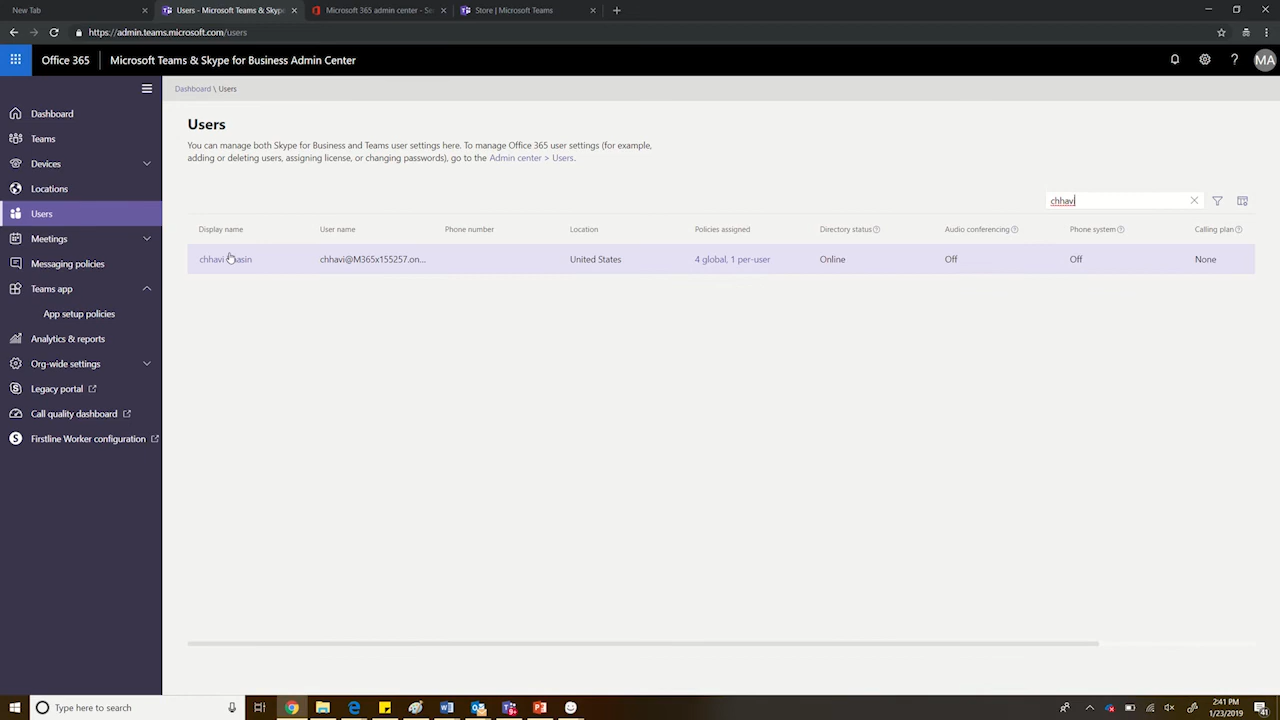 New Tab
Users - Microsoft Teams & Skype
Microsoft 365 admin center - Se
Store | Microsoft Teams
https://admin.teams.microsoft.com/users
Office 365
Microsoft Teams & Skype for Business Admin Center
MA
Dashboard \ Users
Dashboard
Teams
Devices
Locations
Users
Meetings
Messaging policies
Teams app
App setup policies
Analytics & reports
Org-wide settings
Legacy portal
Call quality dashboard
Firstline Worker configuration
Users
You can manage both Skype for Business and Teams user settings here. To manage Office 365 user settings (for example,
adding or deleting users, assigning license, or changing passwords), go to the Admin center > Users.
chhavi
Display name User name Phone number Location Policies assigned Directory status Audio conferencing Phone system Calling plan
chhavi chhavi@M365x155257.on... United States 4 global, 1 per-user Online Off Off None
Type here to search
2:41 PM
1/23/2019